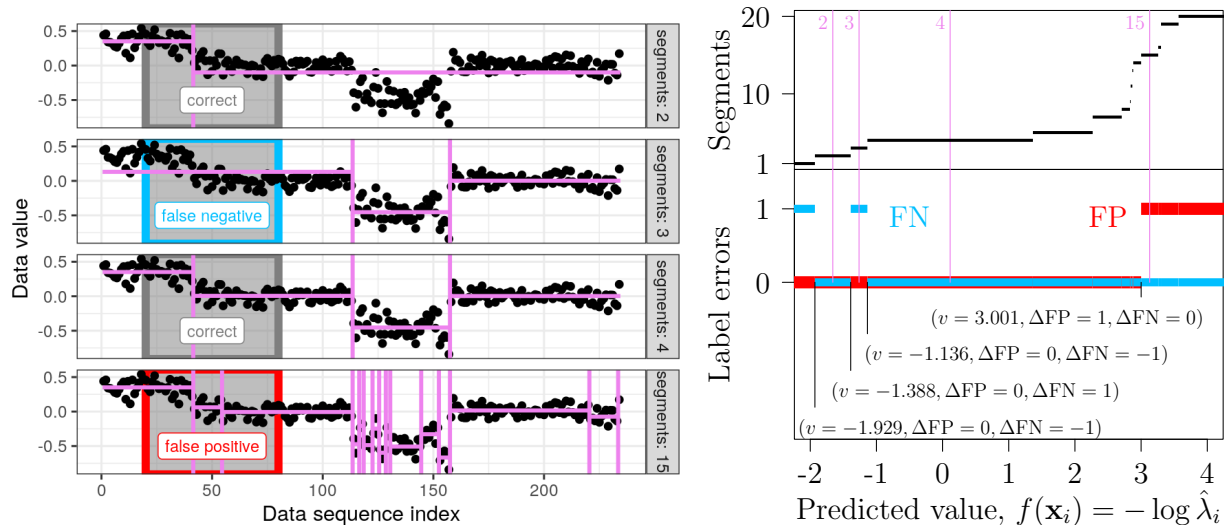 Data value
0.5
0.0
-0.5
correct
segments: 2
0.5
0.0
-0.5
false negative
segments: 3
0.5
0.0
-0.5
correct
segments: 4
0.5
0.0
-0.5
false positive
segments: 15
0 50 100 150 200
Data sequence index
Segments
20
10
1
2 3 4 15
Label errors
1
0
FN FP
(v = 3.001, ΔFP = 1, ΔFN = 0)
(v = −1.136, ΔFP = 0, ΔFN = −1)
(v = −1.388, ΔFP = 0, ΔFN = 1)
(v = −1.929, ΔFP = 0, ΔFN = −1)
-2 -1 0 1 2 3 4
Predicted value, f(𝐱ᵢ) = − log λ̂ᵢ